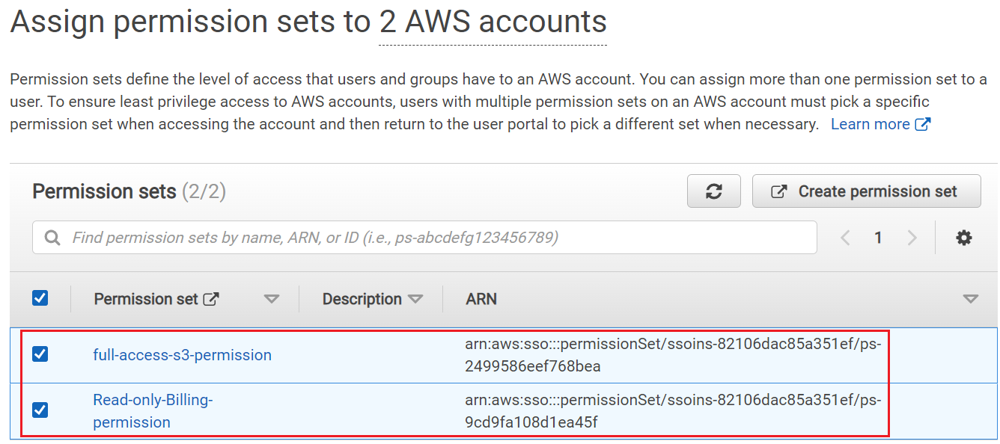 Assign permission sets to 2 AWS accounts
Permission sets define the level of access that users and groups have to an AWS account. You can assign more than one permission set to a
user. To ensure least privilege access to AWS accounts, users with multiple permission sets on an AWS account must pick a specific
permission set when accessing the account and then return to the user portal to pick a different set when necessary. Learn more
Permission sets (2/2)
Create permission set
Find permission sets by name, ARN, or ID (i.e., ps-abcdefg123456789)
1
Permission set Description ARN
full-access-s3-permission
arn:aws:sso:::permissionSet/ssoins-82106dac85a351ef/ps-
2499586eef768bea
Read-only-Billing-
permission
arn:aws:sso:::permissionSet/ssoins-82106dac85a351ef/ps-
9cd9fa108d1ea45f